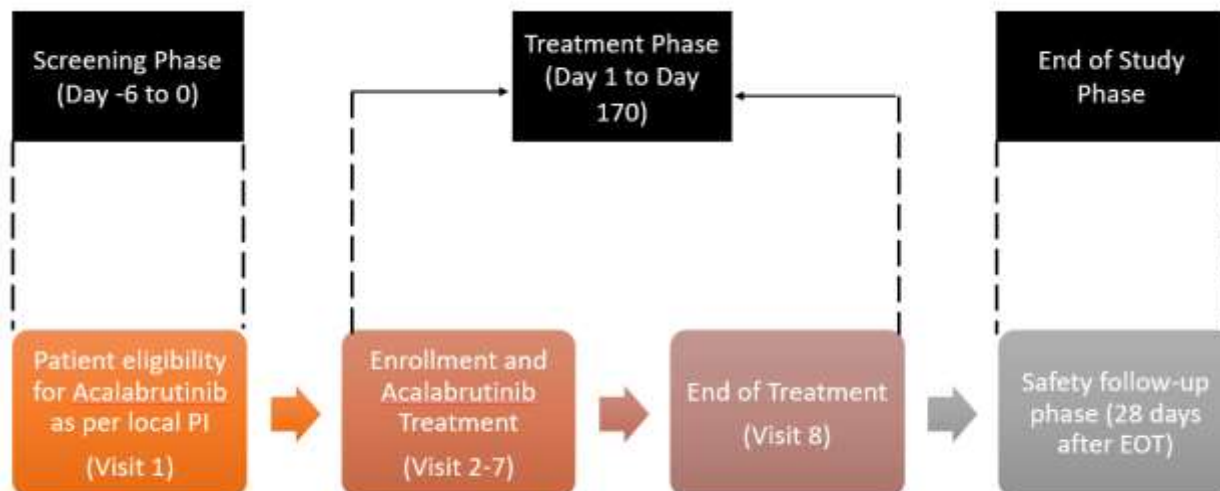 Screening Phase
(Day -6 to 0)
Treatment Phase
(Day 1 to Day
170)
End of Study
Phase
Patient eligibility
for Acalabrutinib
as per local PI
(Visit 1)
Enrollment and
Acalabrutinib
Treatment
(Visit 2-7)
End of Treatment
(Visit 8)
Safety follow-up
phase (28 days
after EOT)